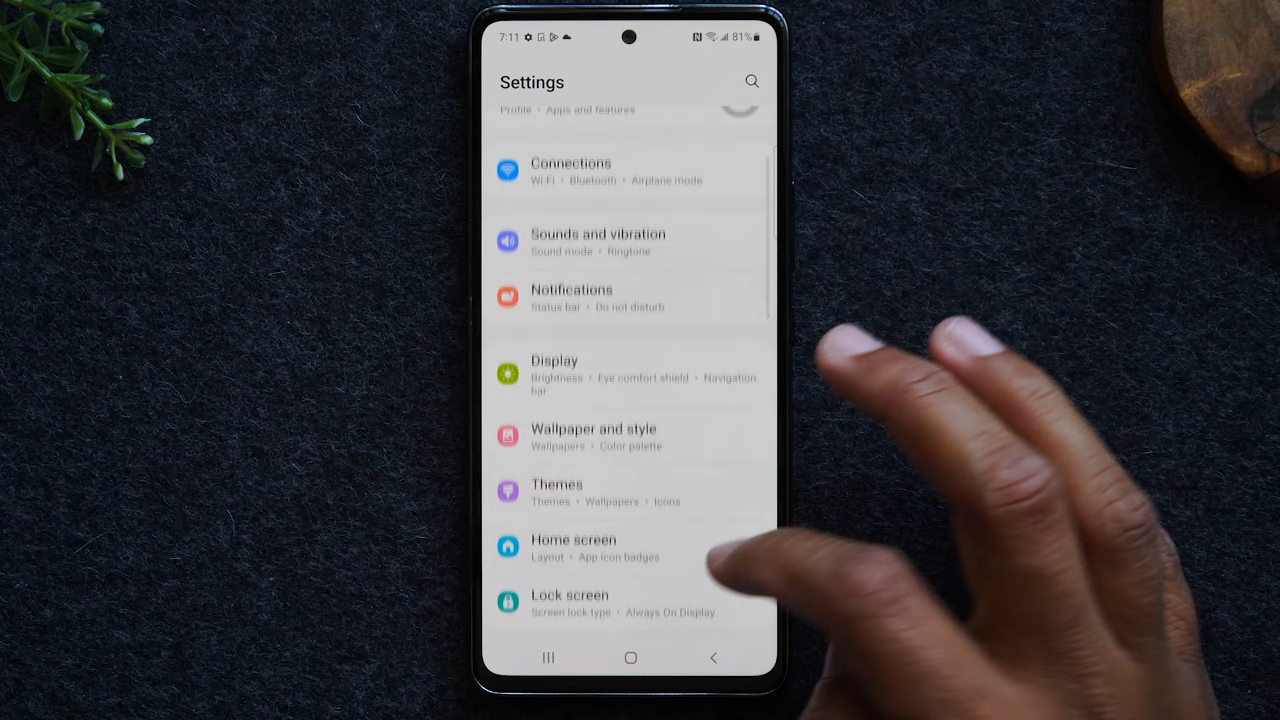 7:11 81%
Settings
Profile • Apps and features
Connections
Wi-Fi • Bluetooth • Airplane mode
Sounds and vibration
Sound mode • Ringtone
Notifications
Status bar • Do not disturb
Display
Brightness • Eye comfort shield • Navigation
bar
Wallpaper and style
Wallpapers • Color palette
Themes
Themes • Wallpapers • Icons
Home screen
Layout • App icon badges
Lock screen
Screen lock type • Always On Display